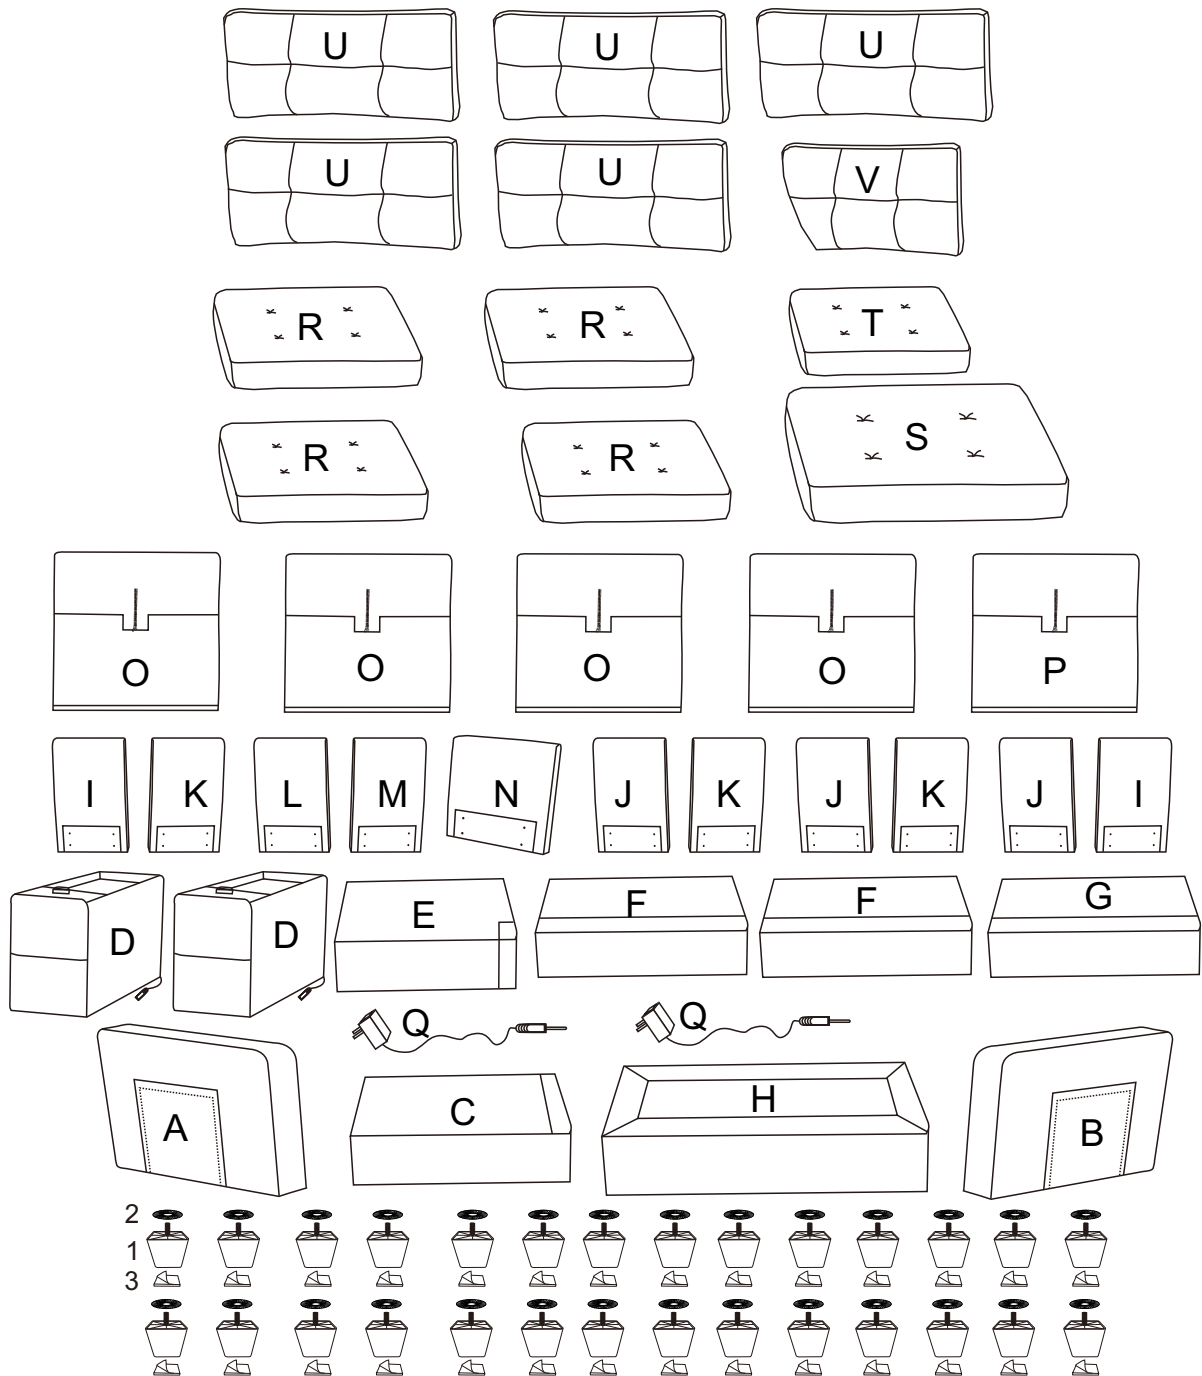 U U U
U U V
R R T
R R S
O O O O P
I K L M N J K J K J I
D D E F F G
Q Q
A C H B
2
1
3